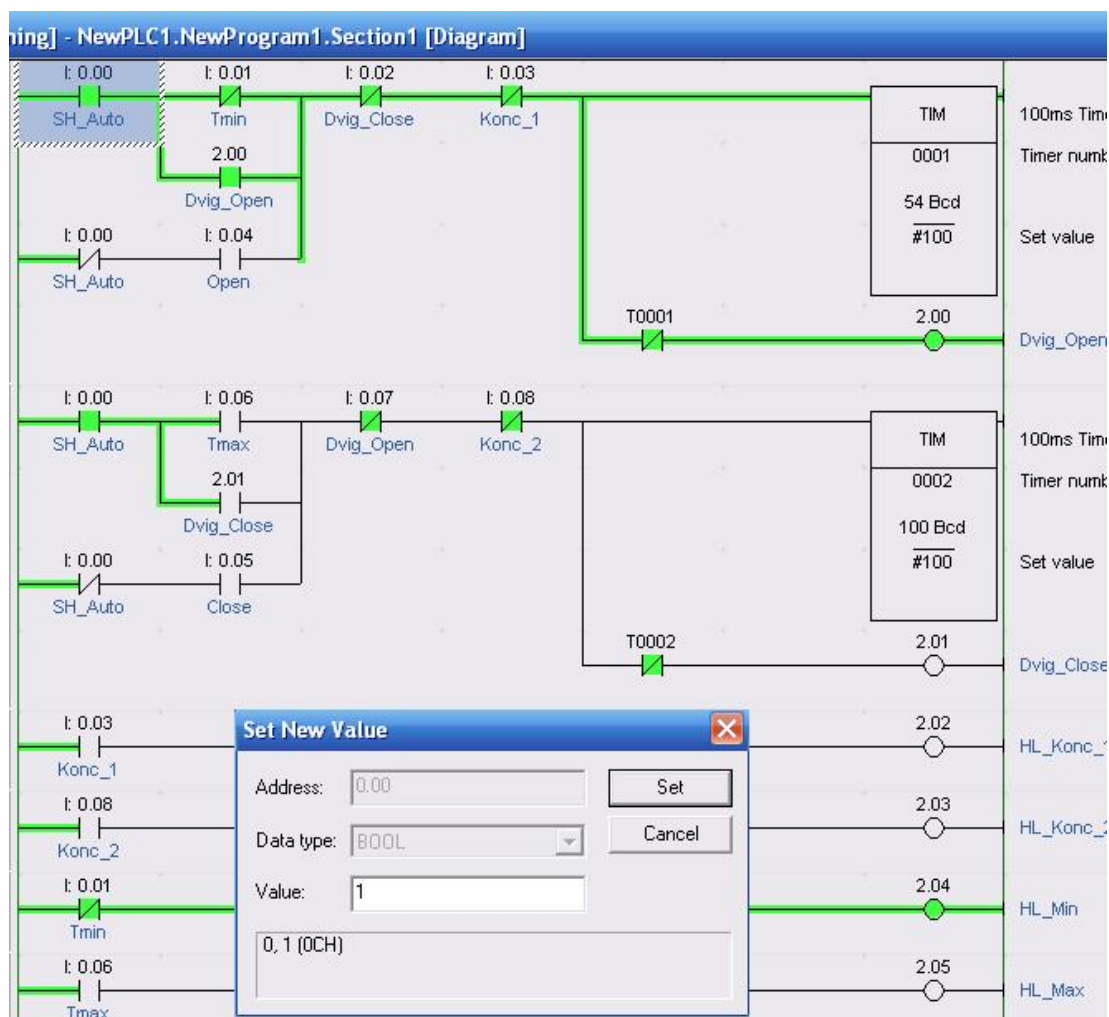 ning] - NewPLC1.NewProgram1.Section1 [Diagram]
I: 0.00 I: 0.01 I: 0.02 I: 0.03
SH_Auto Tmin Dvig_Close Konc_1
TIM 100ms Time
2.00
0001 Timer numb
Dvig_Open
54 Bcd
I: 0.00 I: 0.04
#100 Set value
SH_Auto Open
T0001 2.00
Dvig_Open
I: 0.00 I: 0.06 I: 0.07 I: 0.08
SH_Auto Tmax Dvig_Open Konc_2
TIM 100ms Time
2.01
0002 Timer numb
Dvig_Close
100 Bcd
I: 0.00 I: 0.05
#100 Set value
SH_Auto Close
T0002 2.01
Dvig_Close
I: 0.03 2.02
Konc_1 HL_Konc_1
I: 0.08 2.03
Konc_2 HL_Konc_2
I: 0.01 2.04
Tmin HL_Min
I: 0.06 2.05
Tmax HL_Max
Set New Value
Address: 0.00 Set
Data type: BOOL Cancel
Value: 1
0, 1 (0CH)